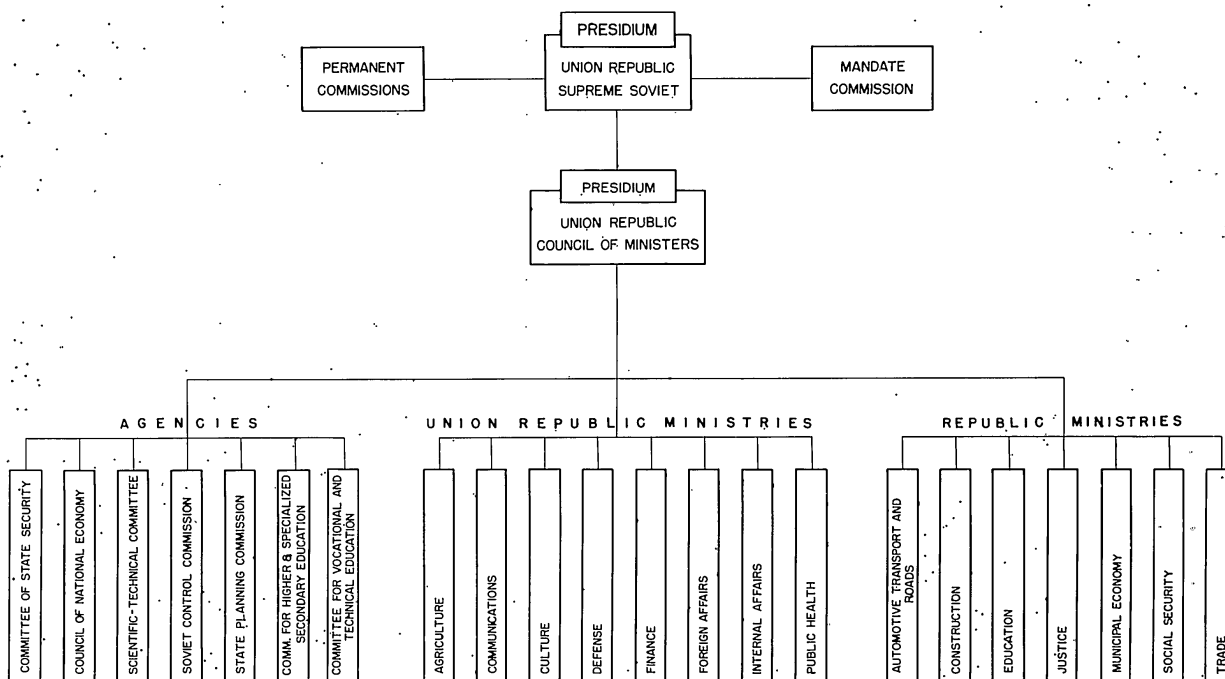 PRESIDIUM
UNION REPUBLIC
SUPREME SOVIET
PERMANENT
COMMISSIONS
MANDATE
COMMISSION
PRESIDIUM
UNION REPUBLIC
COUNCIL OF MINISTERS
AGENCIES
COMMITTEE OF STATE SECURITY
COUNCIL OF NATIONAL ECONOMY
SCIENTIFIC-TECHNICAL COMMITTEE
SOVIET CONTROL COMMISSION
STATE PLANNING COMMISSION
COMM. FOR HIGHER & SPECIALIZED
SECONDARY EDUCATION
COMMITTEE FOR VOCATIONAL AND
TECHNICAL EDUCATION
UNION REPUBLIC MINISTRIES
AGRICULTURE
COMMUNICATIONS
CULTURE
DEFENSE
FINANCE
FOREIGN AFFAIRS
INTERNAL AFFAIRS
PUBLIC HEALTH
REPUBLIC MINISTRIES
AUTOMOTIVE TRANSPORT AND
ROADS
CONSTRUCTION
EDUCATION
JUSTICE
MUNICIPAL ECONOMY
SOCIAL SECURITY
TRADE